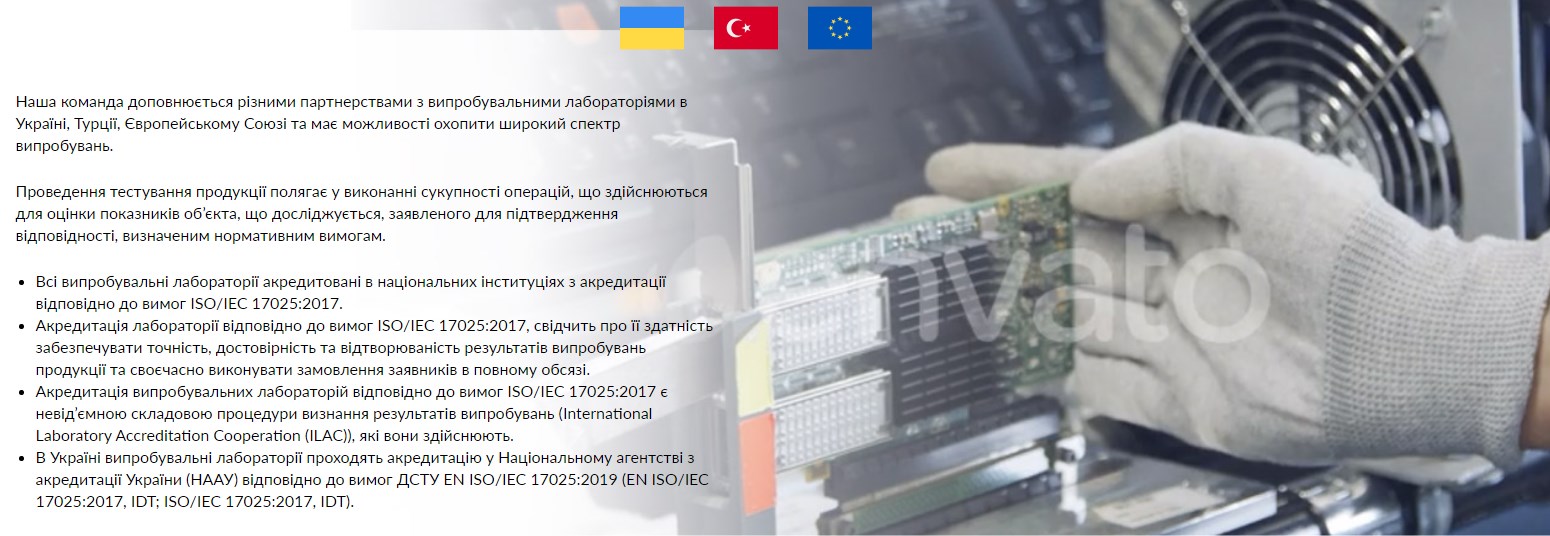 Наша команда доповнюється різними партнерствами з випробувальними лабораторіями в
Україні, Турції, Європейському Союзі та має можливості охопити широкий спектр
випробувань.
Проведення тестування продукції полягає у виконанні сукупності операцій, що здійснюються
для оцінки показників об’єкта, що досліджується, заявленого для підтвердження
відповідності, визначеним нормативним вимогам.
• Всі випробувальні лабораторії акредитовані в національних інституціях з акредитації
відповідно до вимог ISO/IEC 17025:2017.
• Акредитація лабораторії відповідно до вимог ISO/IEC 17025:2017, свідчить про її здатність
забезпечувати точність, достовірність та відтворюваність результатів випробувань
продукції та своєчасно виконувати замовлення заявників в повному обсязі.
• Акредитація випробувальних лабораторій відповідно до вимог ISO/IEC 17025:2017 є
невід’ємною складовою процедури визнання результатів випробувань (International
Laboratory Accreditation Cooperation (ILAC)), які вони здійснюють.
• В Україні випробувальні лабораторії проходять акредитацію у Національному агентстві з
акредитації України (НААУ) відповідно до вимог ДСТУ EN ISO/IEC 17025:2019 (EN ISO/IEC
17025:2017, IDT; ISO/IEC 17025:2017, IDT).
envato